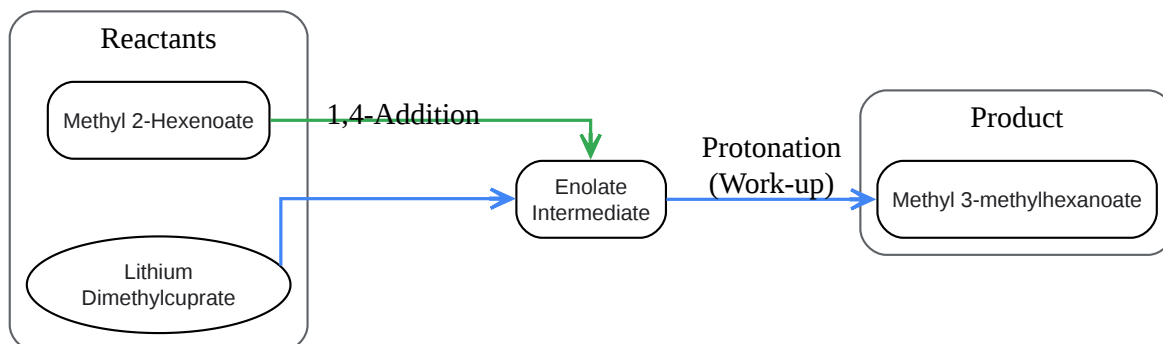 Reactants
Methyl 2-Hexenoate
1,4-Addition
Lithium
Dimethylcuprate
Enolate
Intermediate
Protonation
(Work-up)
Product
Methyl 3-methylhexanoate